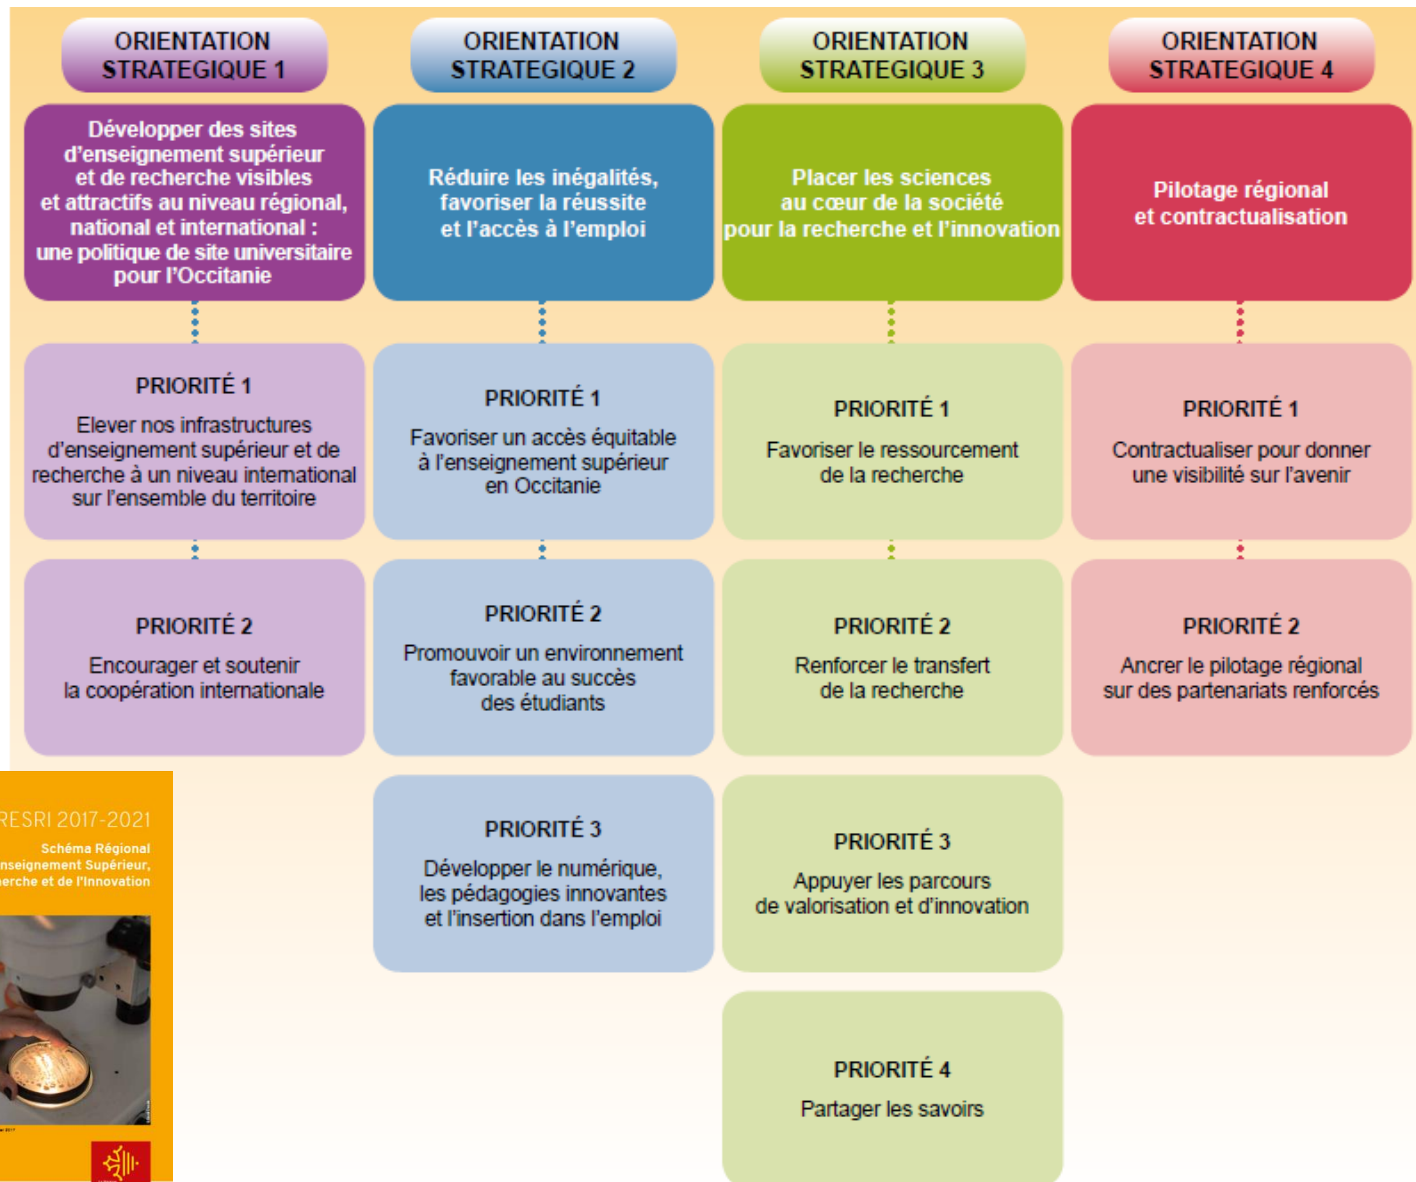 ORIENTATION
STRATEGIQUE 1
Développer des sites
d'enseignement supérieur
et de recherche visibles
et attractifs au niveau régional,
national et international :
une politique de site universitaire
pour l'Occitanie
PRIORITÉ 1
Elever nos infrastructures
d'enseignement supérieur et de
recherche à un niveau international
sur l'ensemble du territoire
PRIORITÉ 2
Encourager et soutenir
la coopération internationale
ORIENTATION
STRATEGIQUE 2
Réduire les inégalités,
favoriser la réussite
et l'accès à l'emploi
PRIORITÉ 1
Favoriser un accès équitable
à l'enseignement supérieur
en Occitanie
PRIORITÉ 2
Promouvoir un environnement
favorable au succès
des étudiants
PRIORITÉ 3
Développer le numérique,
les pédagogies innovantes
et l'insertion dans l'emploi
ORIENTATION
STRATEGIQUE 3
Placer les sciences
au cœur de la société
pour la recherche et l'innovation
PRIORITÉ 1
Favoriser le ressourcement
de la recherche
PRIORITÉ 2
Renforcer le transfert
de la recherche
PRIORITÉ 3
Appuyer les parcours
de valorisation et d'innovation
PRIORITÉ 4
Partager les savoirs
ORIENTATION
STRATEGIQUE 4
Pilotage régional
et contractualisation
PRIORITÉ 1
Contractualiser pour donner
une visibilité sur l'avenir
PRIORITÉ 2
Ancrer le pilotage régional
sur des partenariats renforcés
RESRI 2017-2021
Schéma Régional
nseignement Supérieur,
herche et de l'Innovation